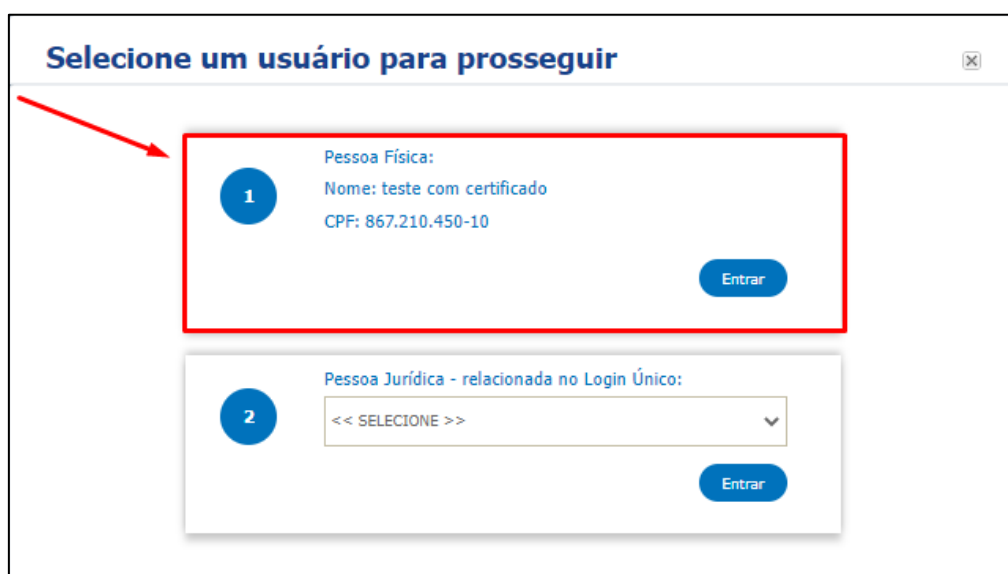 Selecione um usuário para prosseguir
1
Pessoa Física:
Nome: teste com certificado
CPF: 867.210.450-10
Entrar
2
Pessoa Jurídica - relacionada no Login Único:
<< SELECIONE >>
Entrar